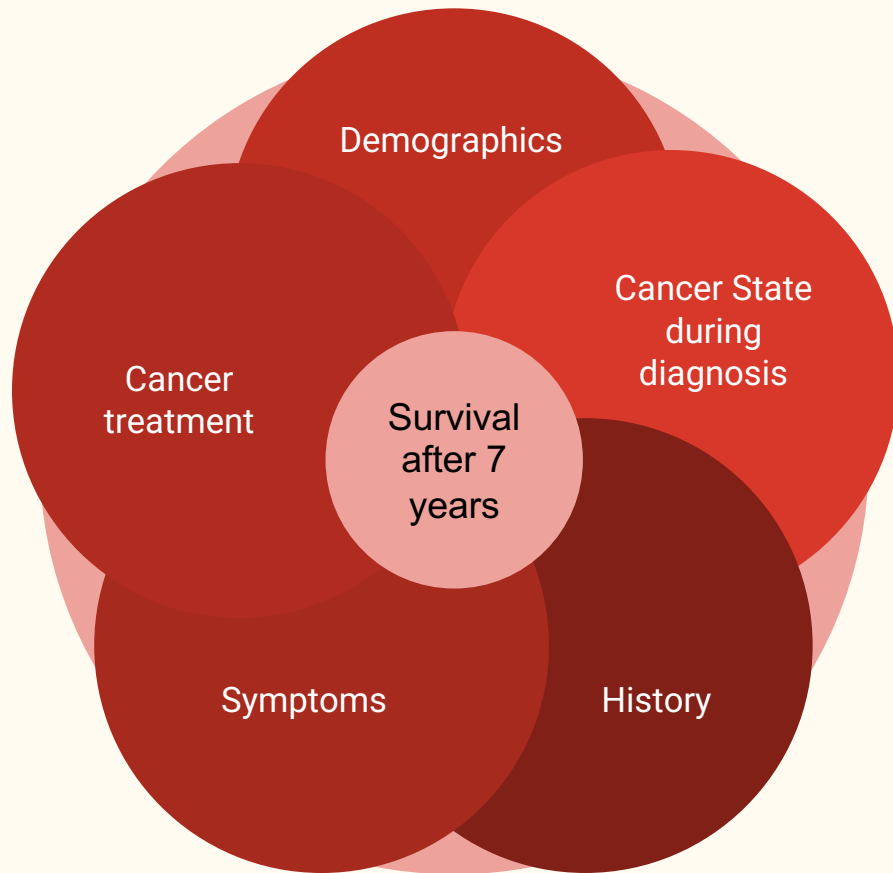 Demographics
Cancer State
during
diagnosis
Cancer
treatment
Survival
after 7
years
Symptoms
History